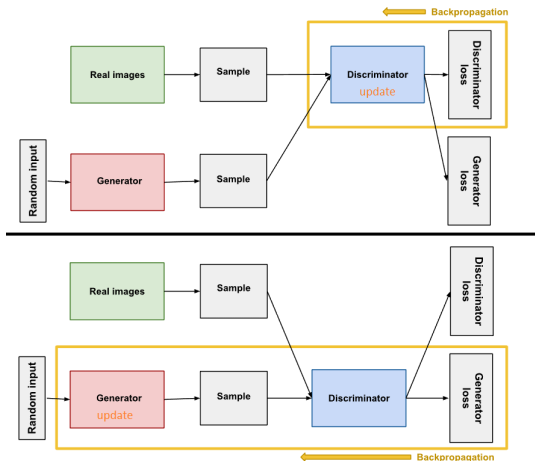 Backpropagation
Real images
Sample
Discriminator
update
Discriminator
loss
Random input
Generator
Sample
Generator
loss
Real images
Sample
Discriminator
loss
Random input
Generator
update
Sample
Discriminator
Generator
loss
Backpropagation